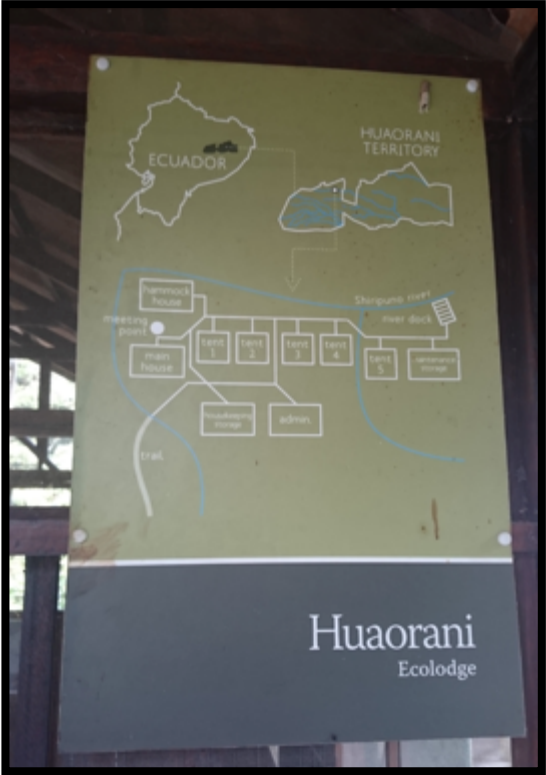 ECUADOR
HUAORANI
TERRITORY
hammock
house
Shiripuno river
meeting
point
river dock
main
house
tent
1
tent
2
tent
3
tent
4
tent
5
maintenance
storage
housekeeping
storage
admin.
trail
Huaorani
Ecolodge